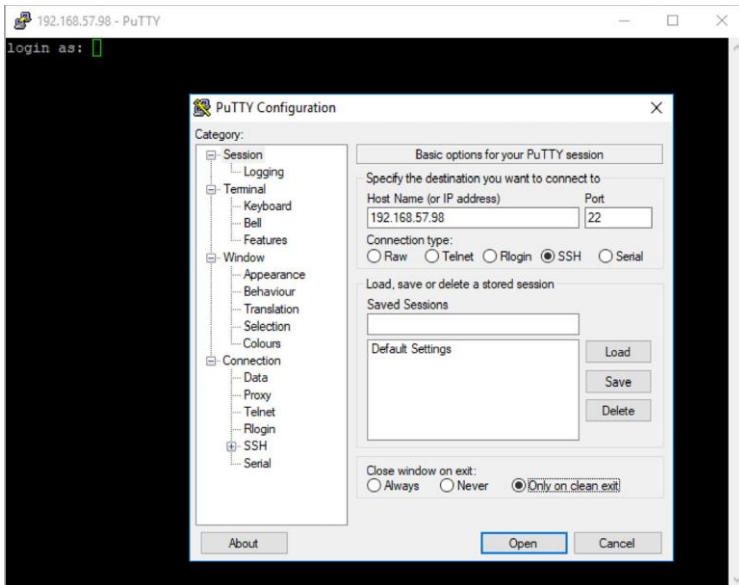 192.168.57.98 - PuTTY
login as:
PuTTY Configuration
Category:
Session
Logging
Terminal
Keyboard
Bell
Features
Window
Appearance
Behaviour
Translation
Selection
Colours
Connection
Data
Proxy
Telnet
Rlogin
SSH
Serial
Basic options for your PuTTY session
Specify the destination you want to connect to
Host Name (or IP address) Port
192.168.57.98 22
Connection type:
Raw Telnet Rlogin SSH Serial
Load, save or delete a stored session
Saved Sessions
Default Settings
Load
Save
Delete
Close window on exit:
Always Never Only on clean exit
About Open Cancel